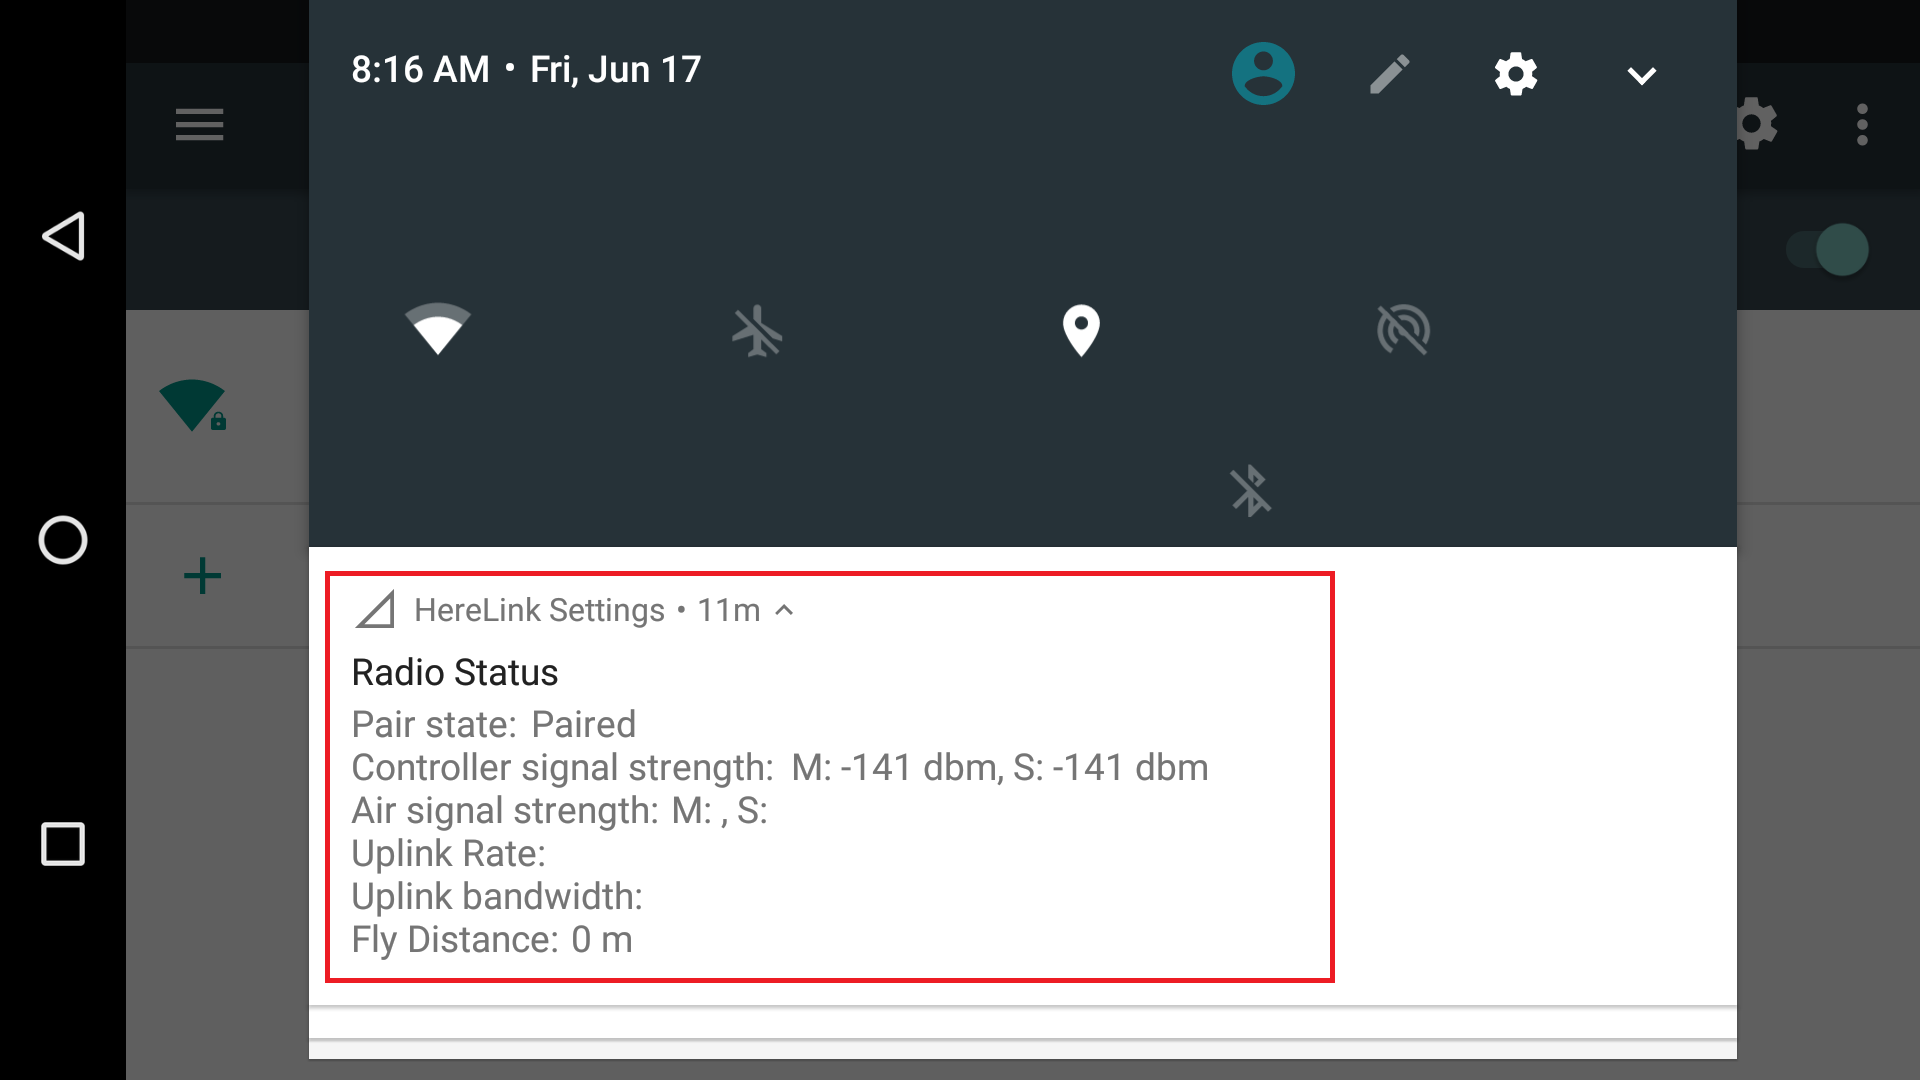 8:16 AM • Fri, Jun 17
HereLink Settings • 11m
Radio Status
Pair state: Paired
Controller signal strength: M: -141 dbm, S: -141 dbm
Air signal strength: M: , S:
Uplink Rate:
Uplink bandwidth:
Fly Distance: 0 m